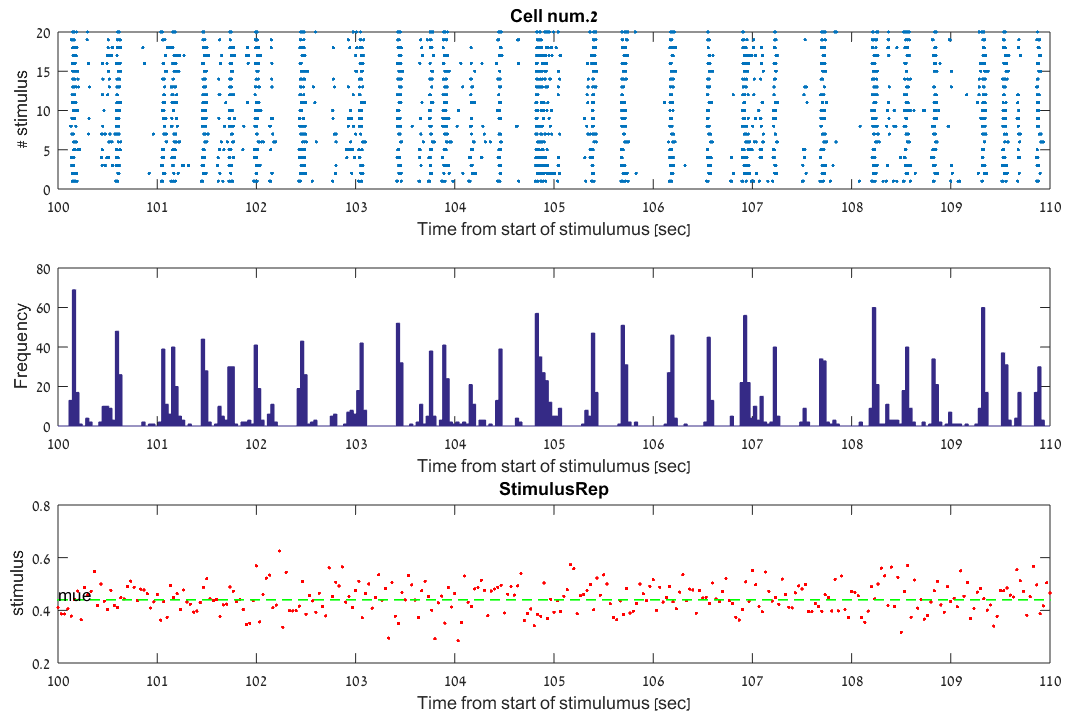 Cell num.2
20
15
10
5
0
# stimulus
100 101 102 103 104 105 106 107 108 109 110
Time from start of stimulumus [sec]
80
60
40
20
0
Frequency
100 101 102 103 104 105 106 107 108 109 110
Time from start of stimulumus [sec]
StimulusRep
0.8
0.6
0.4
0.2
stimulus
mue
100 101 102 103 104 105 106 107 108 109 110
Time from start of stimulumus [sec]